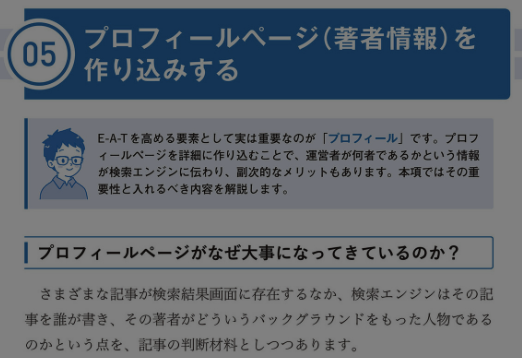 05
プロフィールページ（著者情報）を
作り込みする
E-A-Tを高める要素として実は重要なのが「プロフィール」です。プロフ
ィールページを詳細に作り込むことで、運営者が何者であるかという情報
が検索エンジンに伝わり、副次的なメリットもあります。本項ではその重
要性と入れるべき内容を解説します。
プロフィールページがなぜ大事になってきているのか？
さまざまな記事が検索結果画面に存在するなか、検索エンジンはその記
事を誰が書き、その著者がどういうバックグラウンドをもった人物である
のかという点を、記事の判断材料としつつあります。